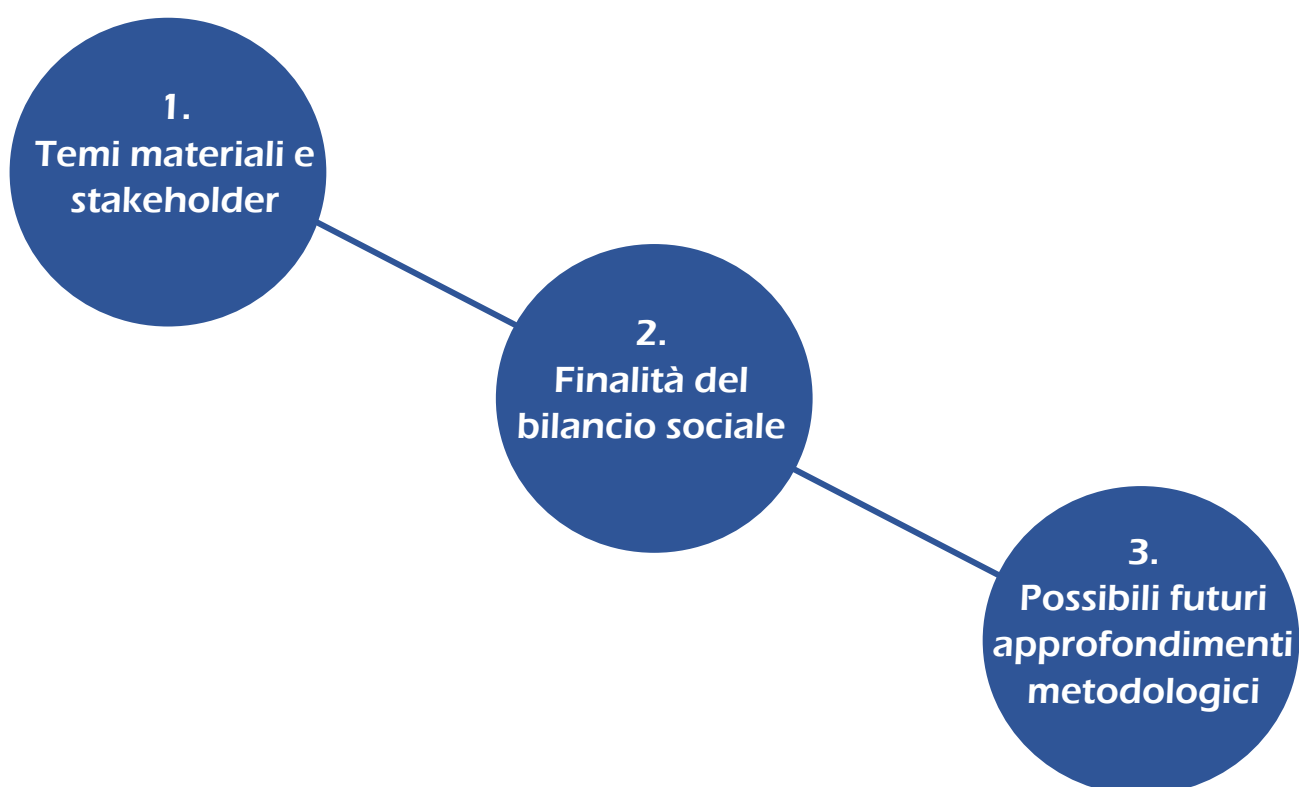 1.
Temi materiali e
stakeholder
2.
Finalità del
bilancio sociale
3.
Possibili futuri
approfondimenti
metodologici